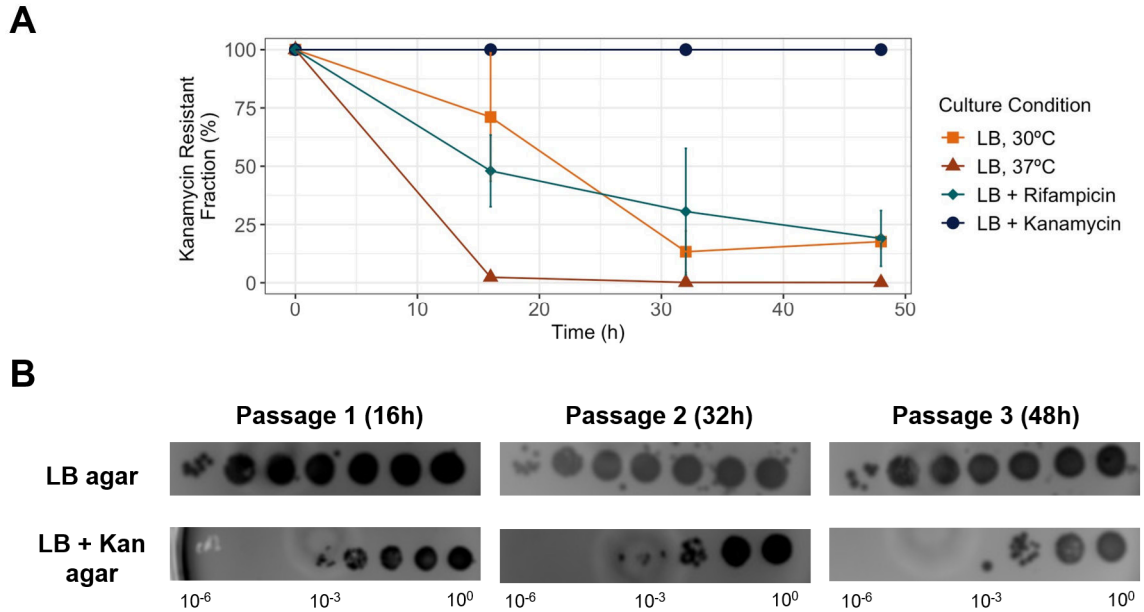 A
Kanamycin Resistant
Fraction (%)
100
75
50
25
0
0 10 20 30 40 50
Time (h)
Culture Condition
LB, 30ºC
LB, 37ºC
LB + Rifampicin
LB + Kanamycin
B
Passage 1 (16h) Passage 2 (32h) Passage 3 (48h)
LB agar
LB + Kan
agar
10⁻⁶ 10⁻³ 10⁰ 10⁻⁶ 10⁻³ 10⁰ 10⁻⁶ 10⁻³ 10⁰